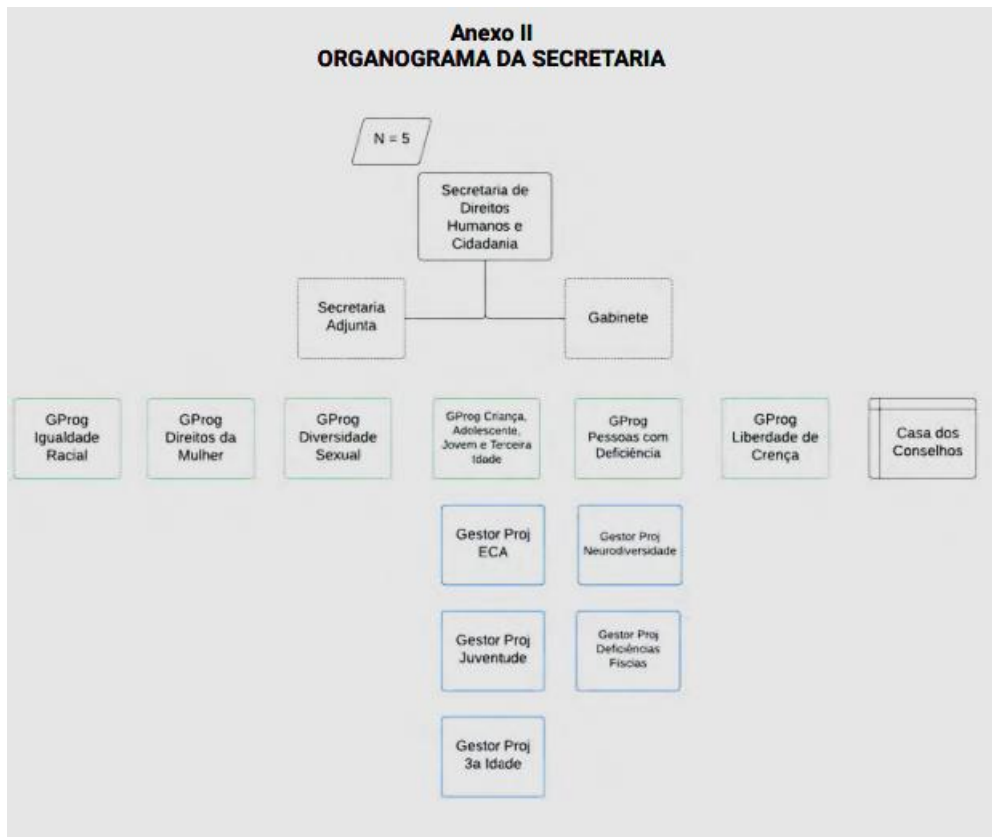 Anexo II
ORGANOGRAMA DA SECRETARIA
N = 5
Secretaria de
Direitos
Humanos e
Cidadania
Secretaria
Adjunta
Gabinete
GProg
Igualdade
Racial
GProg
Direitos da
Mulher
GProg
Diversidade
Sexual
GProg Criança,
Adolescente,
Jovem e Terceira
Idade
GProg
Pessoas com
Deficiência
GProg
Liberdade de
Crença
Casa dos
Conselhos
Gestor Proj
ECA
Gestor Proj
Neurodiversidade
Gestor Proj
Juventude
Gestor Proj
Deficiências
Físcias
Gestor Proj
3a Idade